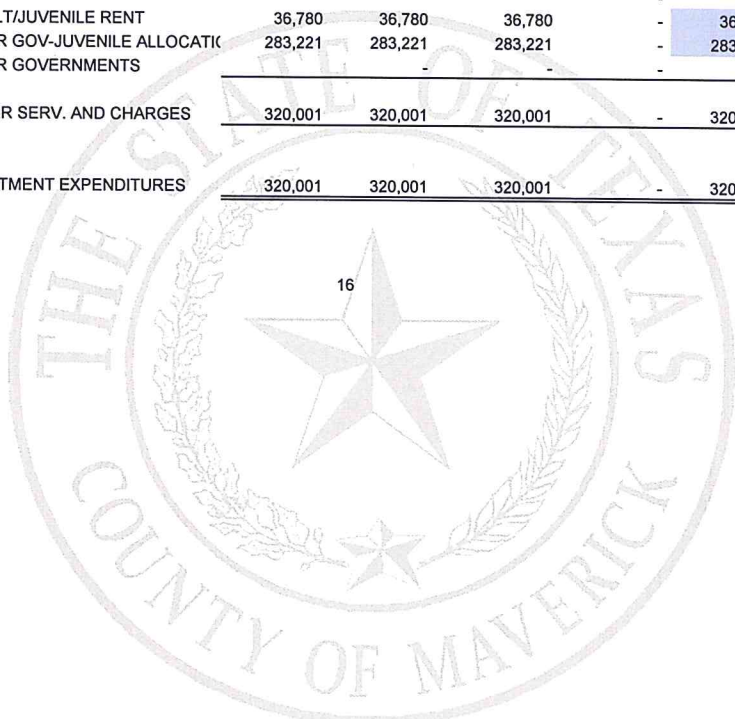 LT/JUVENILE RENT 36,780 36,780 36,780 - 36
R GOV-JUVENILE ALLOCATIC 283,221 283,221 283,221 - 283
R GOVERNMENTS - - -
R SERV. AND CHARGES 320,001 320,001 320,001 - 320
TMENT EXPENDITURES 320,001 320,001 320,001 - 320
16
THE STATE OF TEXAS
COUNTY OF MAVERICK